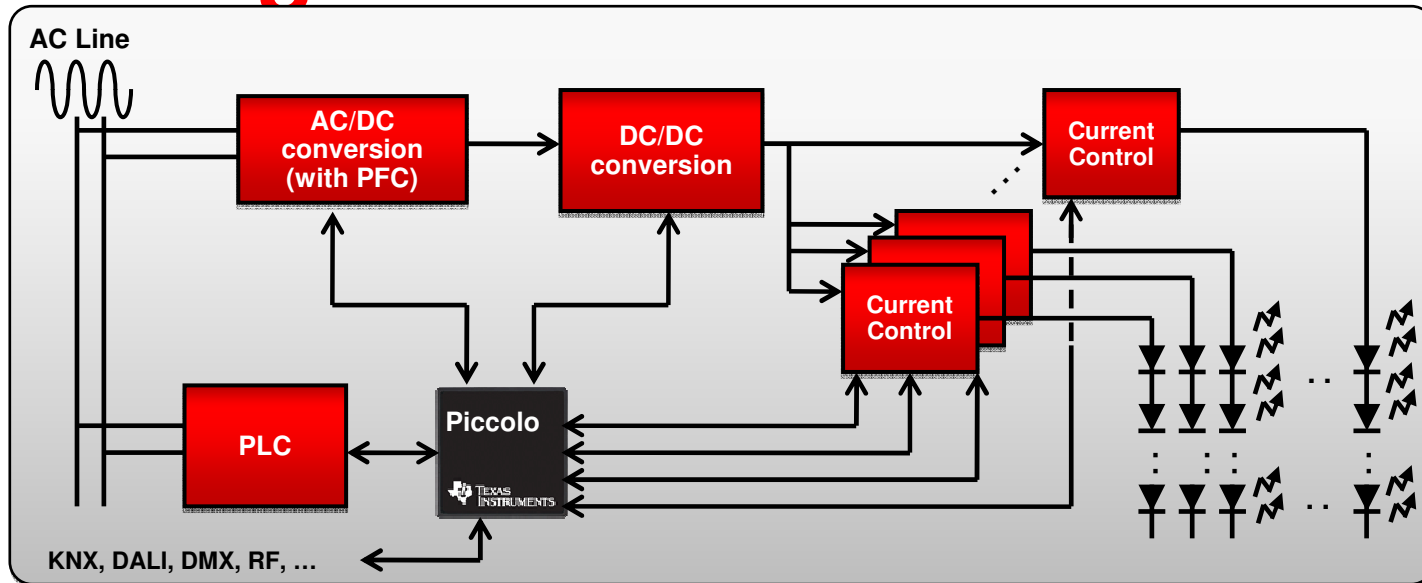 AC Line
AC/DC
conversion
(with PFC)
DC/DC
conversion
Current
Control
Current
Control
PLC
Piccolo
TEXAS
INSTRUMENTS
KNX, DALI, DMX, RF, ...